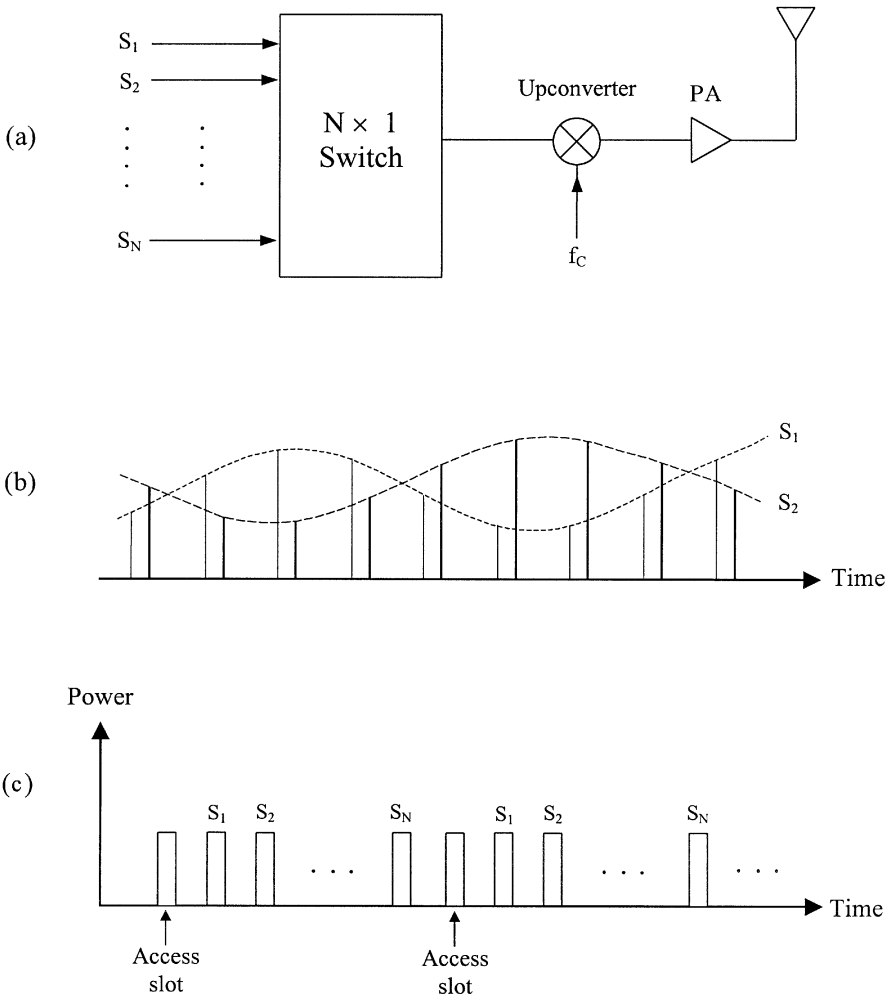 (a)
S1
S2
SN
N × 1
Switch
Upconverter
fC
PA
(b)
S1
S2
Time
(c)
Power
S1
S2
. . .
SN
S1
S2
. . .
SN
. . .
Time
Access
slot
Access
slot